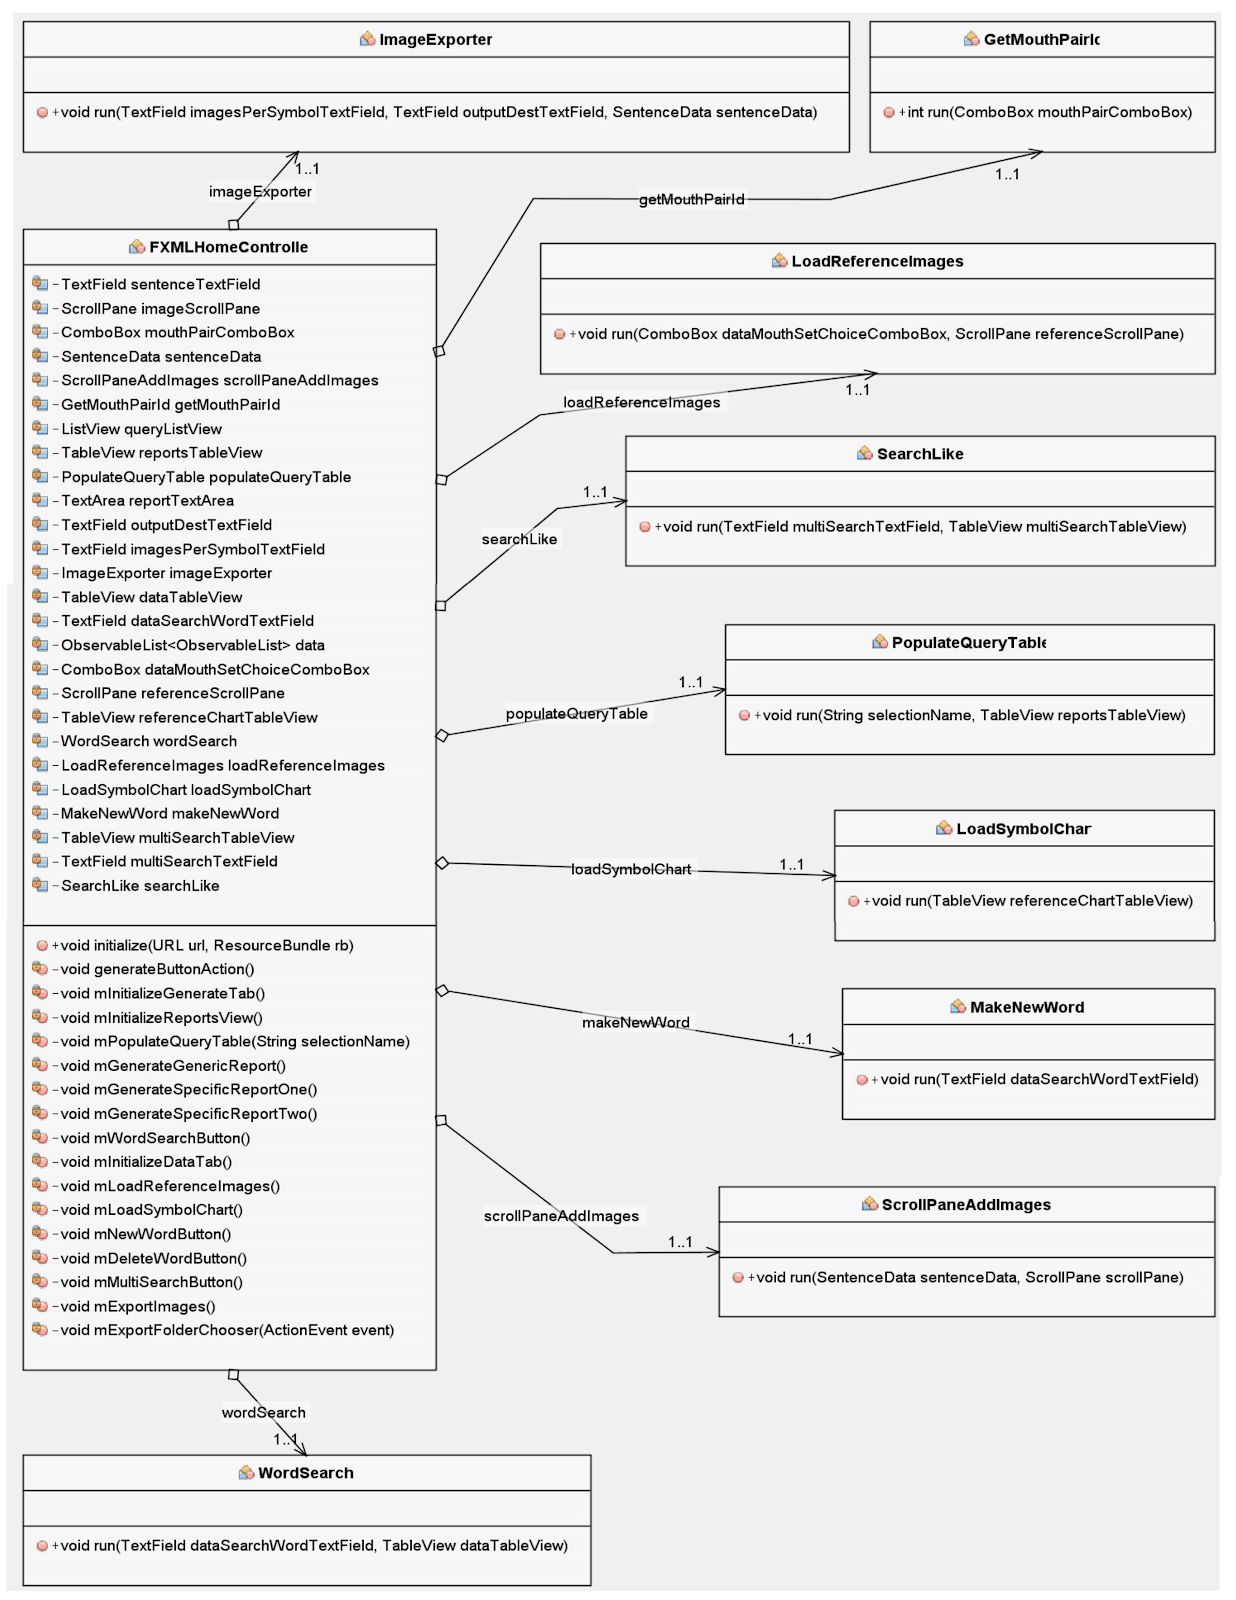 ImageExporter
+void run(TextField imagesPerSymbolTextField, TextField outputDestTextField, SentenceData sentenceData)
GetMouthPairI
+int run(ComboBox mouthPairComboBox)
1..1
imageExporter
1..1
getMouthPairId
FXMLHomeControlle
-TextField sentenceTextField
-ScrollPane imageScrollPane
-ComboBox mouthPairComboBox
-SentenceData sentenceData
-ScrollPaneAddImages scrollPaneAddImages
-GetMouthPairId getMouthPairId
-ListView queryListView
-TableView reportsTableView
-PopulateQueryTable populateQueryTable
-TextArea reportTextArea
-TextField outputDestTextField
-TextField imagesPerSymbolTextField
-ImageExporter imageExporter
-TableView dataTableView
-TextField dataSearchWordTextField
-ObservableList<ObservableList> data
-ComboBox dataMouthSetChoiceComboBox
-ScrollPane referenceScrollPane
-TableView referenceChartTableView
-WordSearch wordSearch
-LoadReferenceImages loadReferenceImages
-LoadSymbolChart loadSymbolChart
-MakeNewWord makeNewWord
-TableView multiSearchTableView
-TextField multiSearchTextField
-SearchLike searchLike
+void initialize(URL url, ResourceBundle rb)
-void generateButtonAction()
-void mInitializeGenerateTab()
-void mInitializeReportsView()
-void mPopulateQueryTable(String selectionName)
-void mGenerateGenericReport()
-void mGenerateSpecificReportOne()
-void mGenerateSpecificReportTwo()
-void mWordSearchButton()
-void mInitializeDataTab()
-void mLoadReferenceImages()
-void mLoadSymbolChart()
-void mNewWordButton()
-void mDeleteWordButton()
-void mMultiSearchButton()
-void mExportImages()
-void mExportFolderChooser(ActionEvent event)
LoadReferenceImages
+void run(ComboBox dataMouthSetChoiceComboBox, ScrollPane referenceScrollPane)
1..1
loadReferenceImages
SearchLike
+void run(TextField multiSearchTextField, TableView multiSearchTableView)
1..1
searchLike
PopulateQueryTable
+void run(String selectionName, TableView reportsTableView)
1..1
populateQueryTable
LoadSymbolChar
+void run(TableView referenceChartTableView)
1..1
loadSymbolChart
MakeNewWord
+void run(TextField dataSearchWordTextField)
1..1
makeNewWord
ScrollPaneAddImages
+void run(SentenceData sentenceData, ScrollPane scrollPane)
1..1
scrollPaneAddImages
wordSearch
1..1
WordSearch
+void run(TextField dataSearchWordTextField, TableView dataTableView)